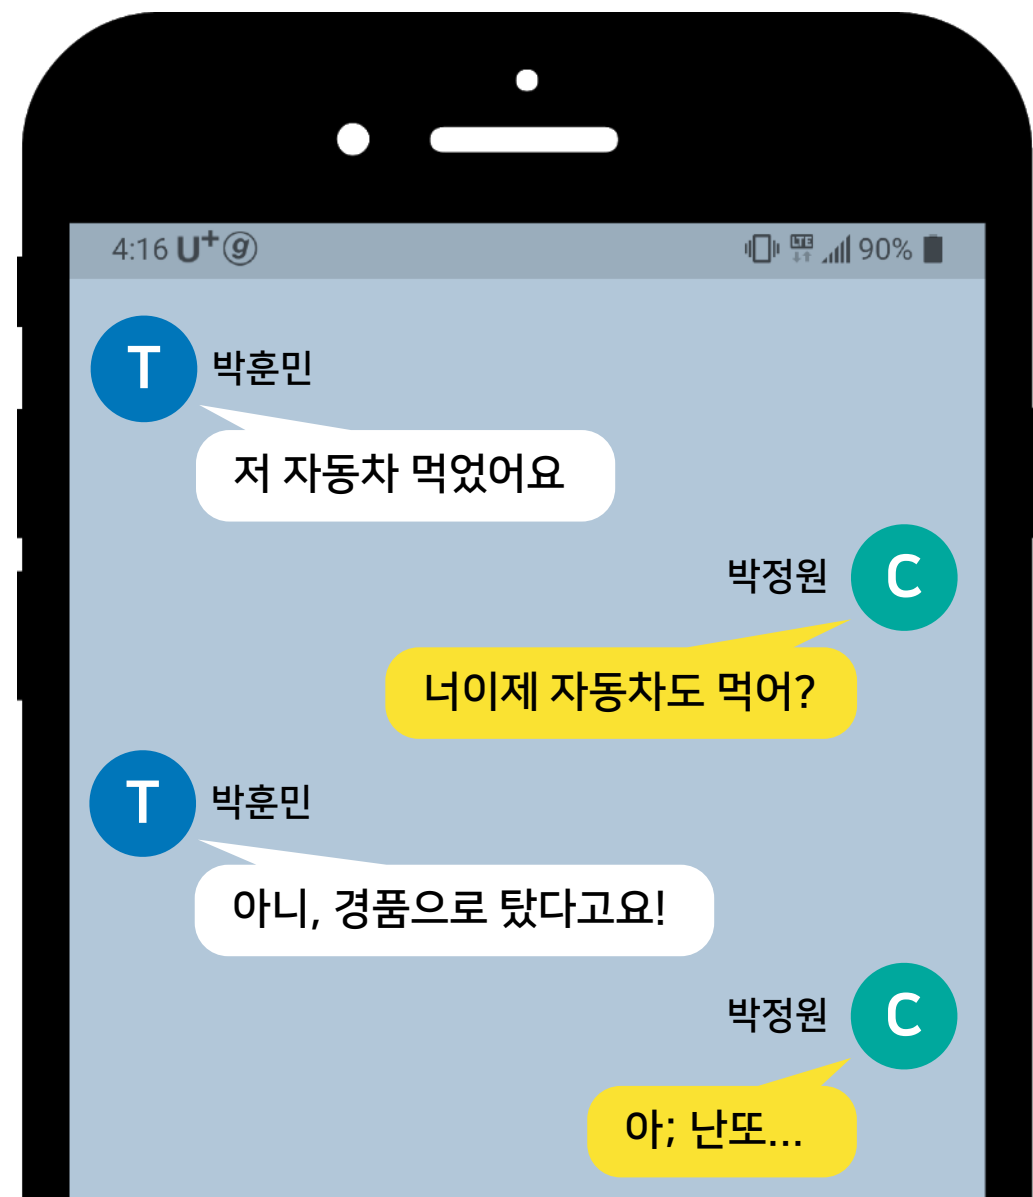 4:16 U+ g LTE 90%
T 박훈민
저 자동차 먹었어요
박정원 C
너이제 자동차도 먹어?
T 박훈민
아니, 경품으로 탔다고요!
박정원 C
아; 난또...